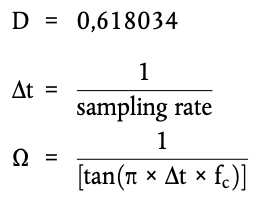 D = 0,618034
Δt = 1 / sampling rate
Ω = 1 / [tan(π × Δt × f_c)]